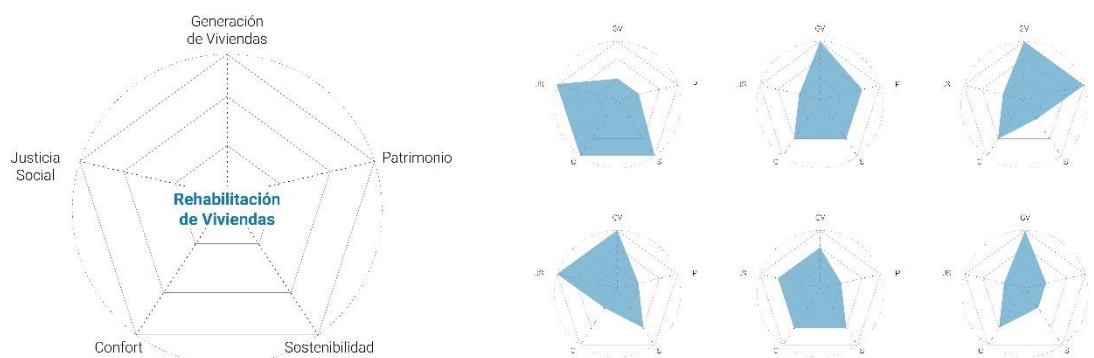 Generación
de Viviendas
Justicia
Social
Patrimonio
Rehabilitación
de Viviendas
Confort
Sostenibilidad
GV
JS
P
C
S
GV
JS
P
C
S
GV
JS
P
C
S
GV
JS
P
C
S
GV
JS
P
C
S
GV
JS
P
C
S